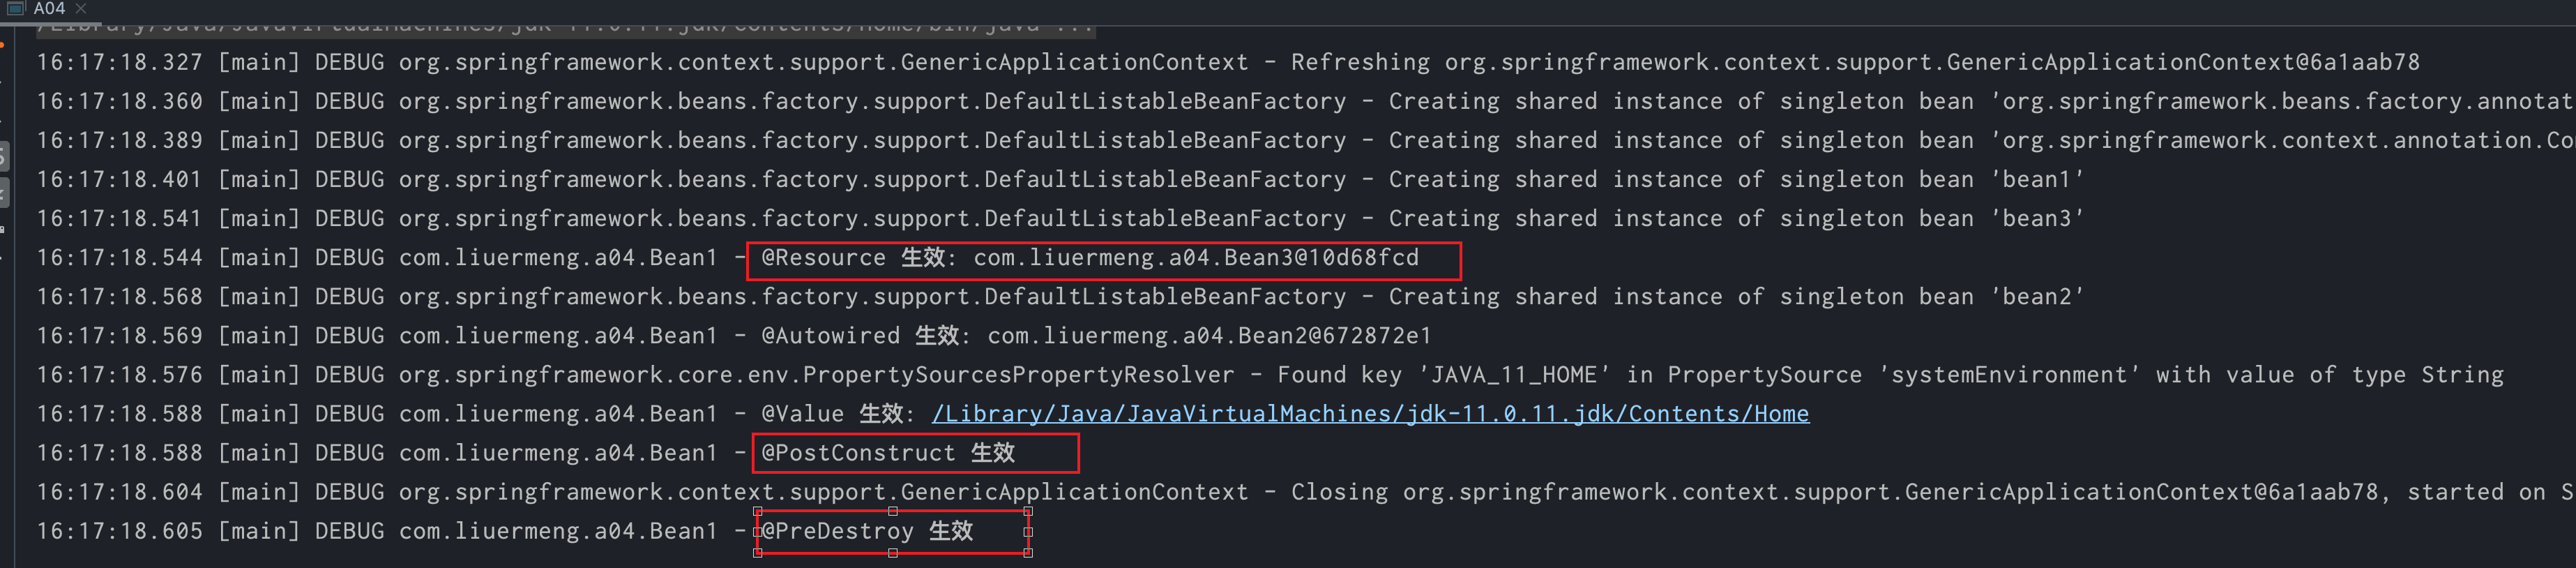 A04
/Library/Java/JavaVirtualMachines/jdk-11.0.11.jdk/Contents/Home/bin/java ...
16:17:18.327 [main] DEBUG org.springframework.context.support.GenericApplicationContext - Refreshing org.springframework.context.support.GenericApplicationContext@6a1aab78
16:17:18.360 [main] DEBUG org.springframework.beans.factory.support.DefaultListableBeanFactory - Creating shared instance of singleton bean 'org.springframework.beans.factory.annotat
16:17:18.389 [main] DEBUG org.springframework.beans.factory.support.DefaultListableBeanFactory - Creating shared instance of singleton bean 'org.springframework.context.annotation.Co
16:17:18.401 [main] DEBUG org.springframework.beans.factory.support.DefaultListableBeanFactory - Creating shared instance of singleton bean 'bean1'
16:17:18.541 [main] DEBUG org.springframework.beans.factory.support.DefaultListableBeanFactory - Creating shared instance of singleton bean 'bean3'
16:17:18.544 [main] DEBUG com.liuermeng.a04.Bean1 - @Resource 生效: com.liuermeng.a04.Bean3@10d68fcd
16:17:18.568 [main] DEBUG org.springframework.beans.factory.support.DefaultListableBeanFactory - Creating shared instance of singleton bean 'bean2'
16:17:18.569 [main] DEBUG com.liuermeng.a04.Bean1 - @Autowired 生效: com.liuermeng.a04.Bean2@672872e1
16:17:18.576 [main] DEBUG org.springframework.core.env.PropertySourcesPropertyResolver - Found key 'JAVA_11_HOME' in PropertySource 'systemEnvironment' with value of type String
16:17:18.588 [main] DEBUG com.liuermeng.a04.Bean1 - @Value 生效: /Library/Java/JavaVirtualMachines/jdk-11.0.11.jdk/Contents/Home
16:17:18.588 [main] DEBUG com.liuermeng.a04.Bean1 - @PostConstruct 生效
16:17:18.604 [main] DEBUG org.springframework.context.support.GenericApplicationContext - Closing org.springframework.context.support.GenericApplicationContext@6a1aab78, started on S
16:17:18.605 [main] DEBUG com.liuermeng.a04.Bean1 - @PreDestroy 生效